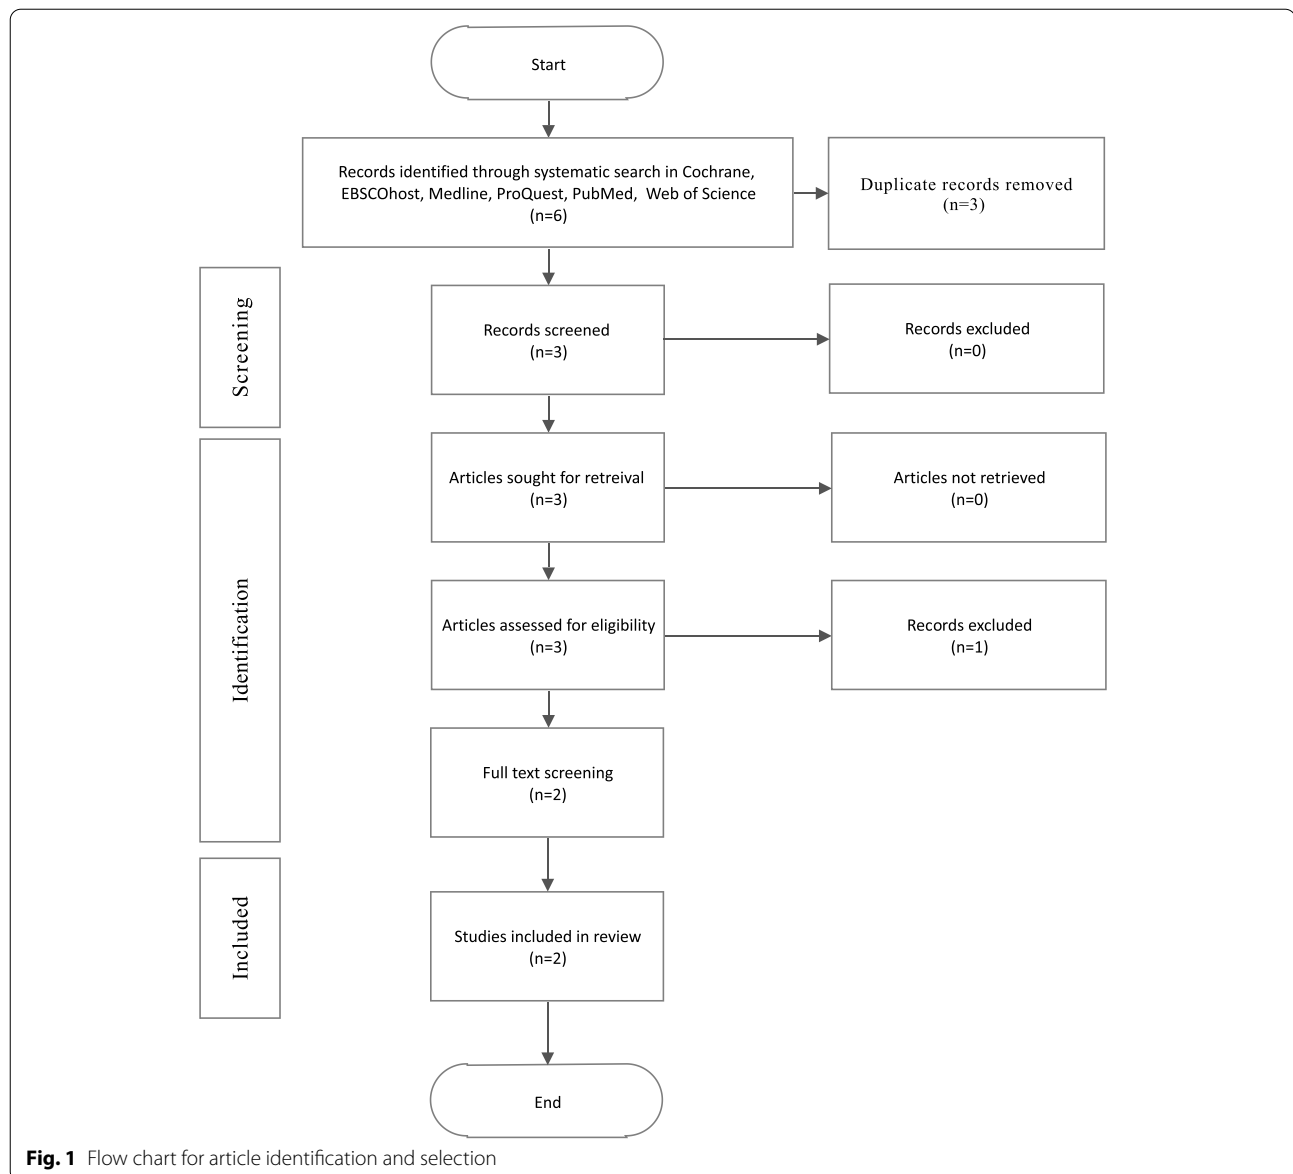 Start
Records identified through systematic search in Cochrane,
EBSCOhost, Medline, ProQuest, PubMed, Web of Science
(n=6)
Duplicate records removed
(n=3)
Screening
Records screened
(n=3)
Records excluded
(n=0)
Identification
Articles sought for retreival
(n=3)
Articles not retrieved
(n=0)
Articles assessed for eligibility
(n=3)
Records excluded
(n=1)
Full text screening
(n=2)
Included
Studies included in review
(n=2)
End
Fig. 1 Flow chart for article identification and selection